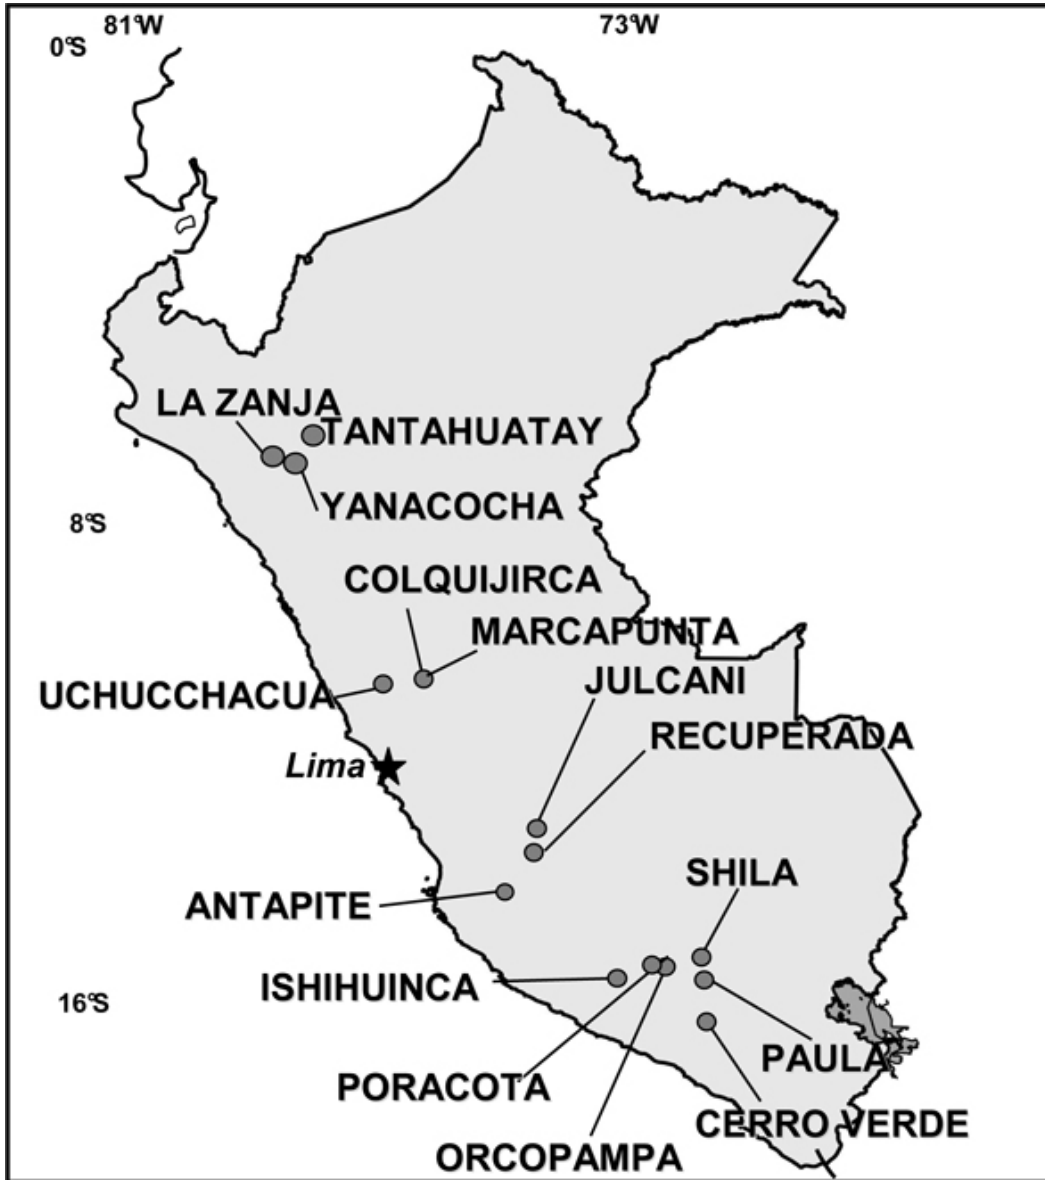 81°W
73°W
0°S
LA ZANJA
TANTAHUATAY
YANACOCHA
8°S
COLQUIJIRCA
MARCAPUNTA
JULCANI
UCHUCCHACUA
RECUPERADA
Lima
SHILA
ANTAPITE
ISHIHUINCA
16°S
PAULA
PORACOTA
CERRO VERDE
ORCOPAMPA